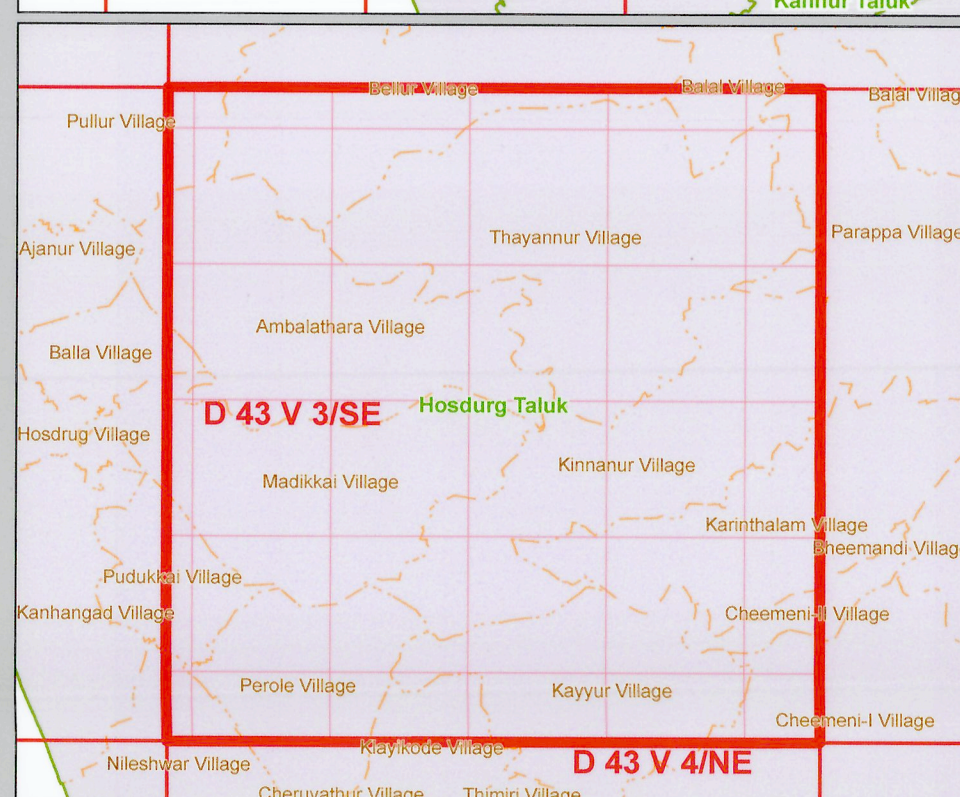 Kannur Taluk
Bellur Village
Balal Village
Balal Villag
Pullur Village
Parappa Village
Thayannur Village
Ajanur Village
Ambalathara Village
Balla Village
Hosdurg Taluk
D 43 V 3/SE
Hosdrug Village
Kinnanur Village
Madikkai Village
Karinthalam Village
Bheemandi Villag
Pudukkai Village
Kanhangad Village
Cheemeni-II Village
Perole Village
Kayyur Village
Cheemeni-I Village
Klayikode Village
Nileshwar Village
D 43 V 4/NE
Cheruvathur Village
Thimiri Village